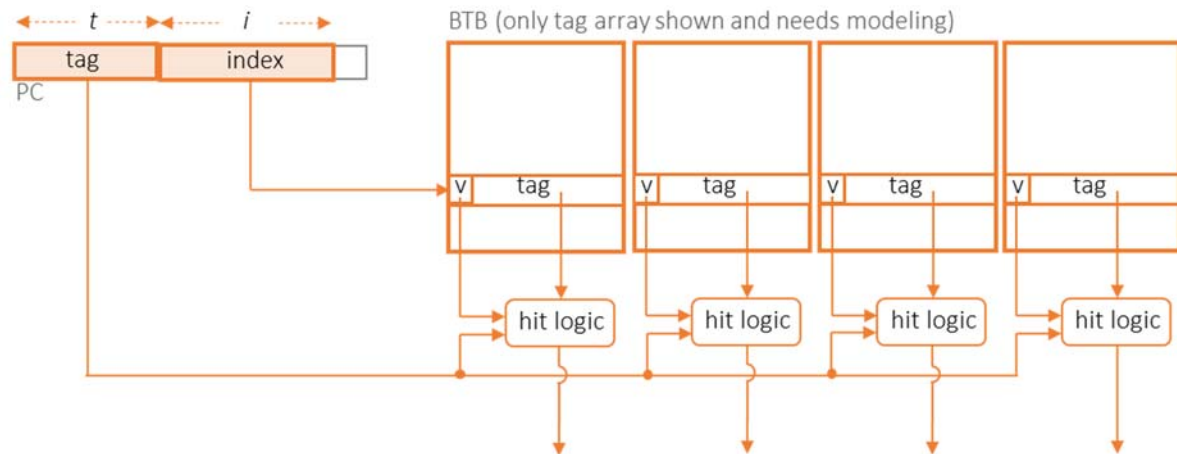 t i
BTB (only tag array shown and needs modeling)
tag index
PC
v tag v tag v tag v tag
hit logic hit logic hit logic hit logic